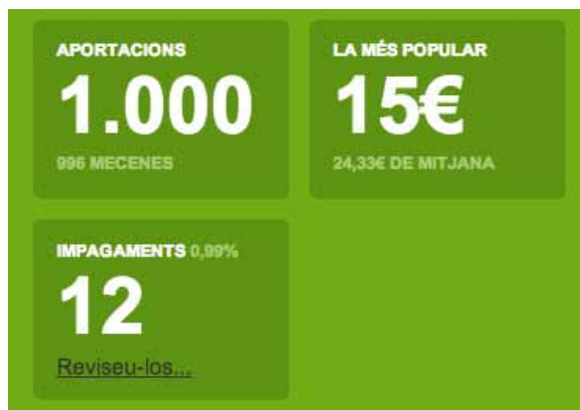 APORTACIONS
1.000
996 MECENES
LA MÉS POPULAR
15€
24,33€ DE MITJANA
IMPAGAMENTS 0,99%
12
Reviseu-los...